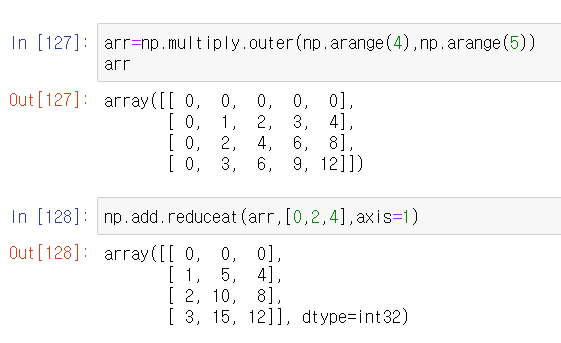 In [127]: arr=np.multiply.outer(np.arange(4),np.arange(5))
arr
Out[127]: array([[ 0, 0, 0, 0, 0],
[ 0, 1, 2, 3, 4],
[ 0, 2, 4, 6, 8],
[ 0, 3, 6, 9, 12]])
In [128]: np.add.reduceat(arr,[0,2,4],axis=1)
Out[128]: array([[ 0, 0, 0],
[ 1, 5, 4],
[ 2, 10, 8],
[ 3, 15, 12]], dtype=int32)